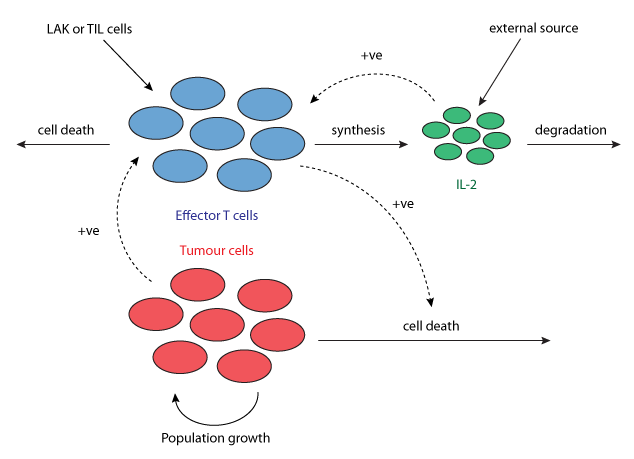 LAK or TIL cells
external source
+ve
cell death
synthesis
degradation
IL-2
Effector T cells
+ve
+ve
Tumour cells
cell death
Population growth